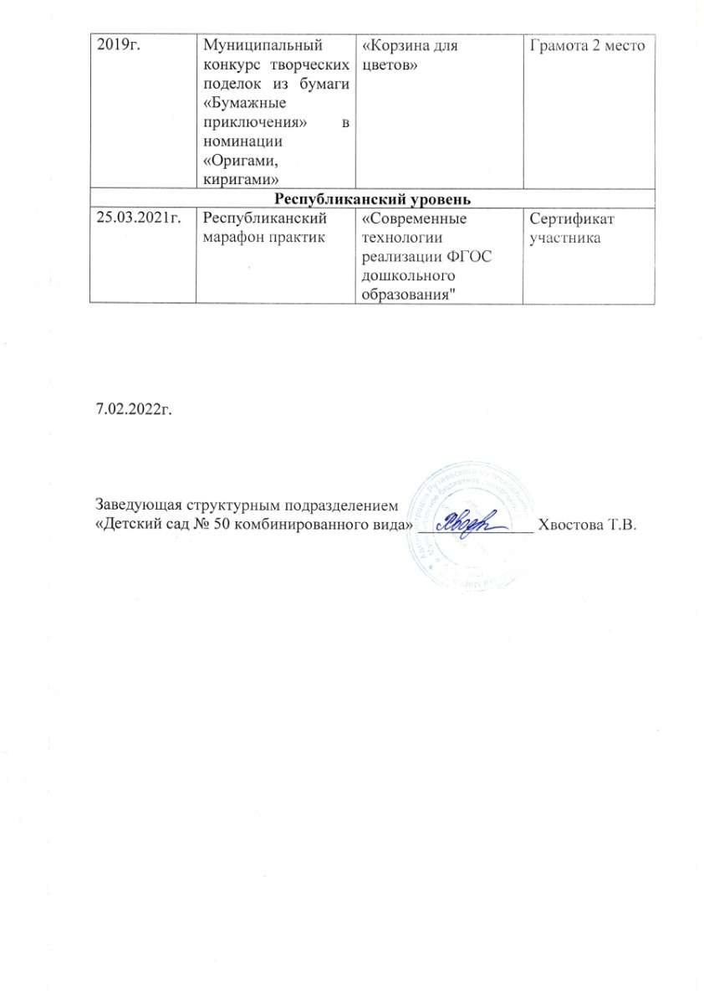 2019г.
Муниципальный
конкурс творческих
поделок из бумаги
«Бумажные
приключения» в
номинации
«Оригами,
киригами»
«Корзина для
цветов»
Грамота 2 место
Республиканский уровень
25.03.2021г.
Республиканский
марафон практик
«Современные
технологии
реализации ФГОС
дошкольного
образования"
Сертификат
участника
7.02.2022г.
Заведующая структурным подразделением
«Детский сад № 50 комбинированного вида» Хвостова Т.В.